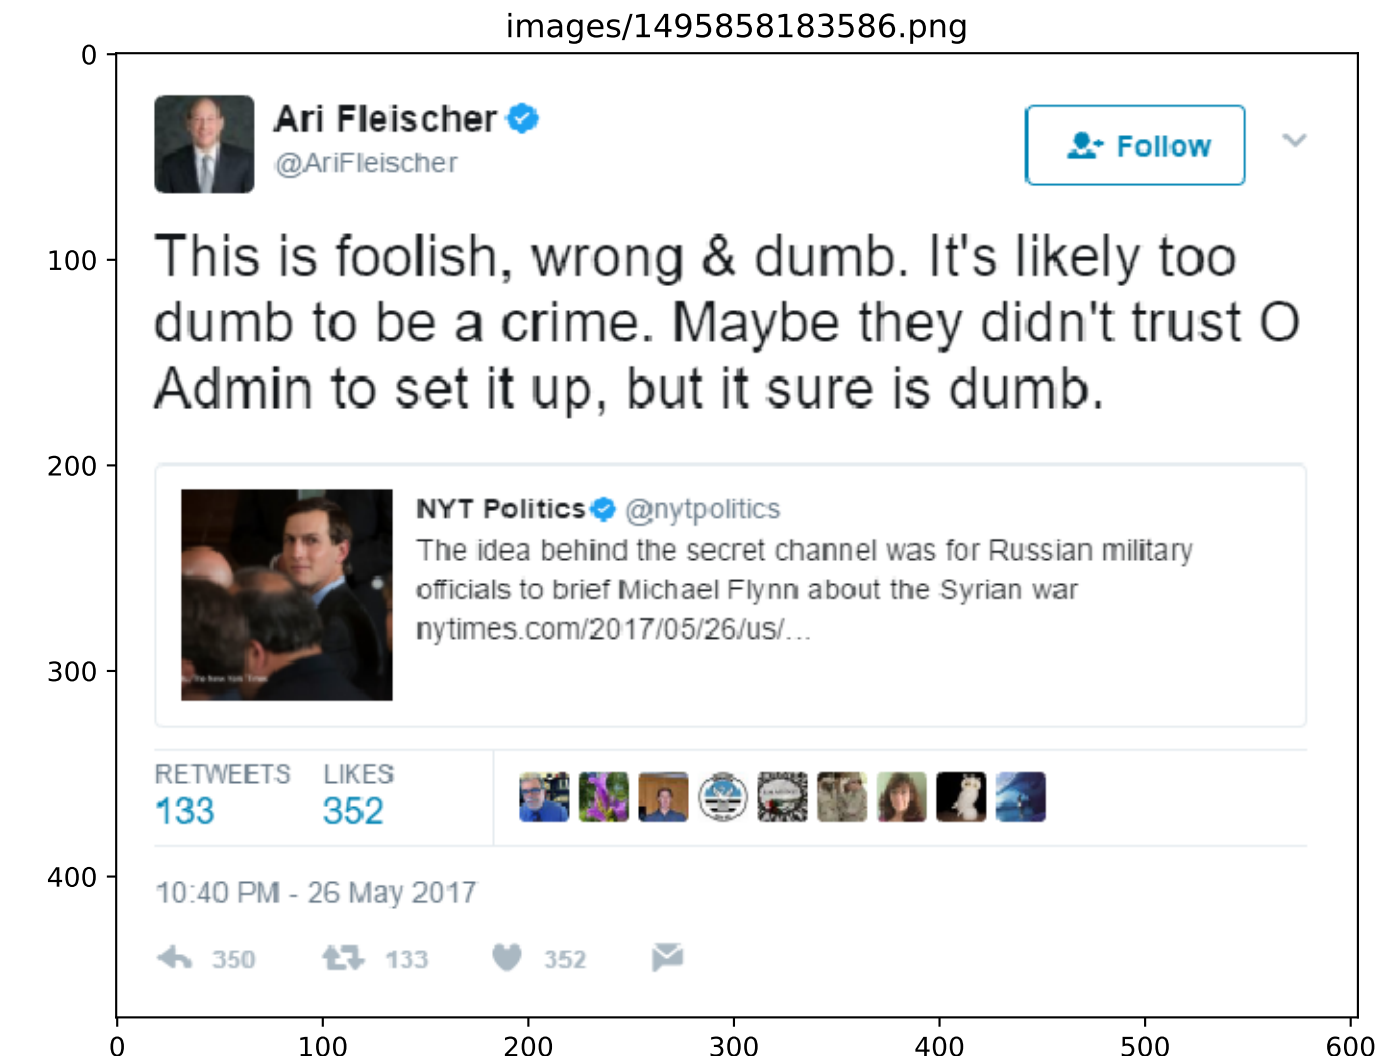 images/1495858183586.png
0
Ari Fleischer
@AriFleischer
Follow
100
This is foolish, wrong & dumb. It's likely too
dumb to be a crime. Maybe they didn't trust O
Admin to set it up, but it sure is dumb.
200
NYT Politics @nytpolitics
The idea behind the secret channel was for Russian military
officials to brief Michael Flynn about the Syrian war
nytimes.com/2017/05/26/us/...
The New York Times
300
RETWEETS LIKES
133 352
400
10:40 PM - 26 May 2017
350 133 352
0 100 200 300 400 500 600